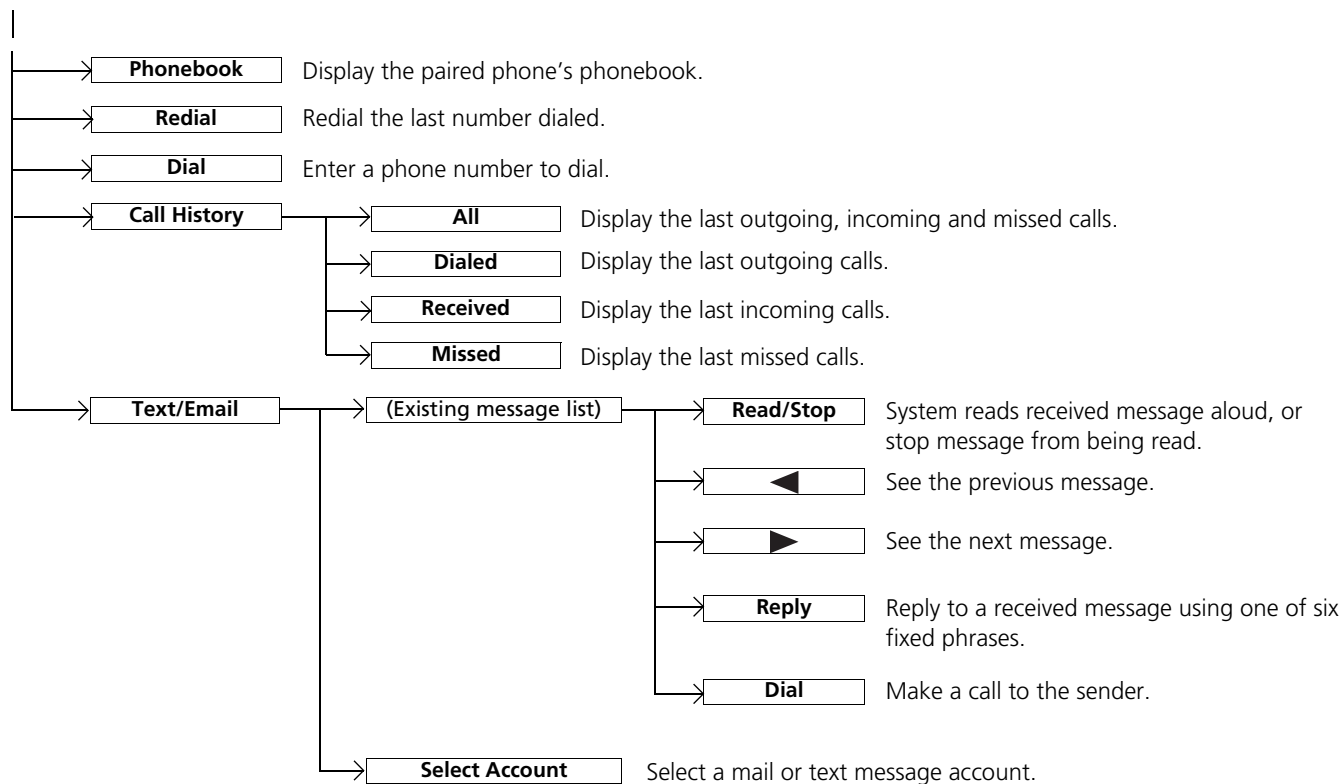 Phonebook Display the paired phone’s phonebook.
Redial Redial the last number dialed.
Dial Enter a phone number to dial.
Call History All Display the last outgoing, incoming and missed calls.
Dialed Display the last outgoing calls.
Received Display the last incoming calls.
Missed Display the last missed calls.
Text/Email (Existing message list) Read/Stop System reads received message aloud, or
stop message from being read.
See the previous message.
See the next message.
Reply Reply to a received message using one of six
fixed phrases.
Dial Make a call to the sender.
Select Account Select a mail or text message account.